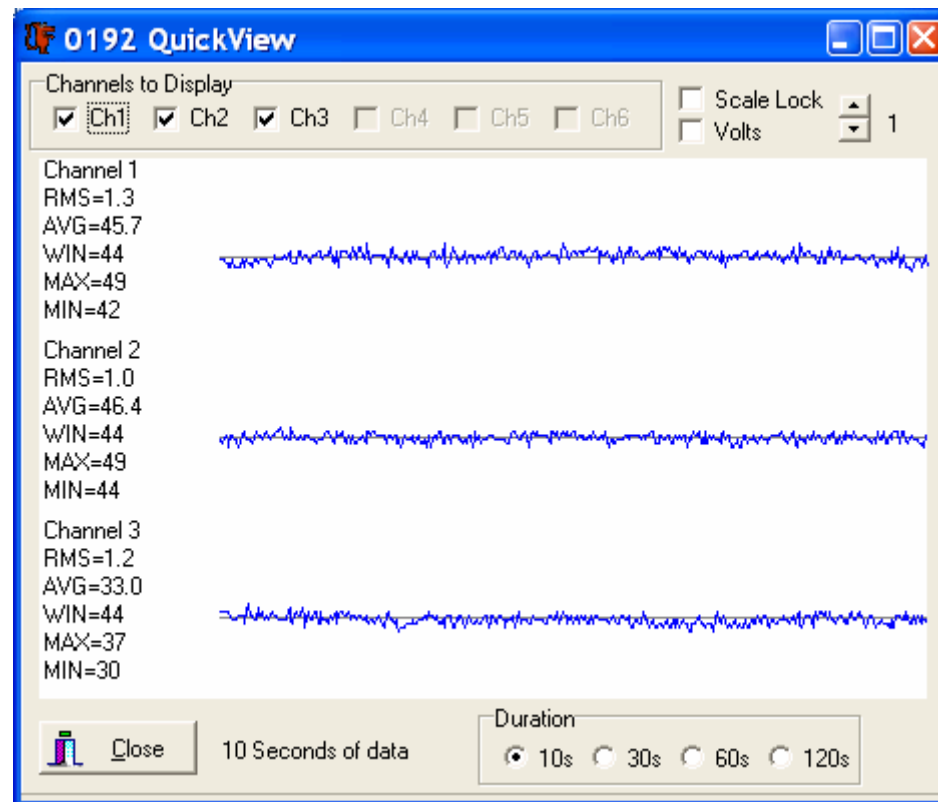 0192 QuickView
Channels to Display
Ch1 Ch2 Ch3 Ch4 Ch5 Ch6
Scale Lock
Volts
1
Channel 1
RMS=1.3
AVG=45.7
WIN=44
MAX=49
MIN=42
Channel 2
RMS=1.0
AVG=46.4
WIN=44
MAX=49
MIN=44
Channel 3
RMS=1.2
AVG=33.0
WIN=44
MAX=37
MIN=30
Close
10 Seconds of data
Duration
10s 30s 60s 120s